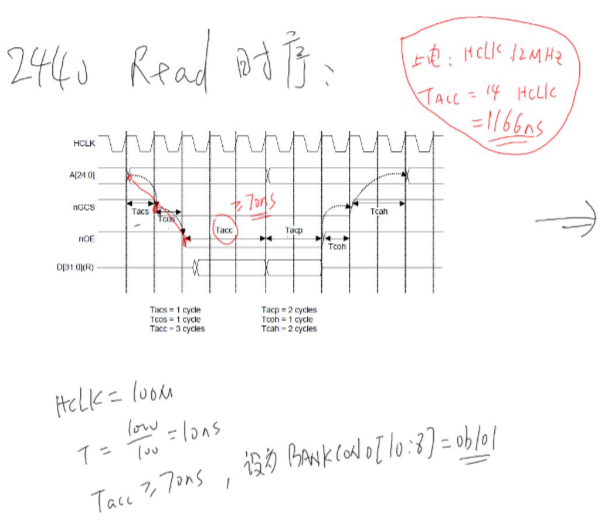 2440 Read 时序:
上电: HCLK 12MHz
TACC = 14 HCLK
=1166ns
HCLK
A[24:0]
nGCS
Tacs
Tcos
≥70ns
Tcah
nOE
Tacc
Tacp
Tcoh
D[31:0](R)
Tacs = 1 cycle
Tcos = 1 cycle
Tacc = 3 cycles
Tacp = 2 cycles
Tcoh = 1 cycle
Tcah = 2 cycles
HCLK = 100M
T = 1000/100 = 10ns
Tacc ≥ 70ns, 设为 BANKCON0[10:8] = 0b101